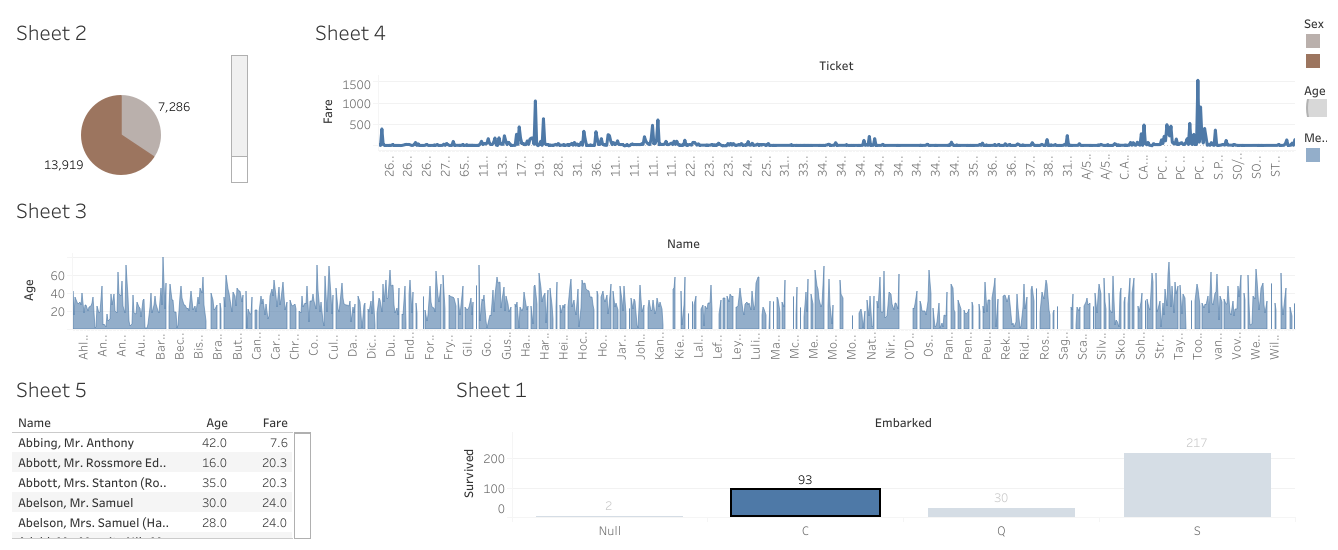 Sheet 2
7,286
13,919
Sheet 4
Ticket
Fare
1500
1000
500
26.. 26.. 26.. 27.. 65.. 11.. 13.. 17.. 19.. 28.. 31.. 36.. 11.. 11.. 11.. 11.. 22.. 23.. 23.. 24.. 25.. 31.. 33.. 34.. 34.. 34.. 34.. 34.. 34.. 34.. 34.. 35.. 36.. 36.. 37.. 38.. 31.. A/5.. A/5.. C.A.. CA.. PC .. PC .. PC .. S.P.. SO/.. SO.. ST..
Sex
Age
Me..
Sheet 3
Name
Age
60
40
20
Ahl.. An.. An.. Au.. Bar.. Bec.. Bis.. Bra.. But.. Can.. Car.. Chr.. Co.. Cul.. Da.. Dic.. Du.. End.. For.. Fry.. Gil.. Go.. Gus.. Ha.. Har.. Hei.. Hoc.. Ho.. Jar.. Joh.. Kan.. Kie.. Lal.. Lef.. Ley.. Luli.. Ma.. Mc.. Me.. Mo.. Mo.. Nat.. Nir.. O'D.. Os.. Pan.. Pen.. Peu.. Rek.. Rid.. Ros.. Sag.. Sca.. Silv.. Sko.. Soh.. Str.. Tay.. Too.. van.. Vov.. We.. Wil..
Sheet 5
Name Age Fare
Abbing, Mr. Anthony 42.0 7.6
Abbott, Mr. Rossmore Ed.. 16.0 20.3
Abbott, Mrs. Stanton (Ro.. 35.0 20.3
Abelson, Mr. Samuel 30.0 24.0
Abelson, Mrs. Samuel (Ha.. 28.0 24.0
Sheet 1
Embarked
Survived
200
100
0
2
93
30
217
Null C Q S